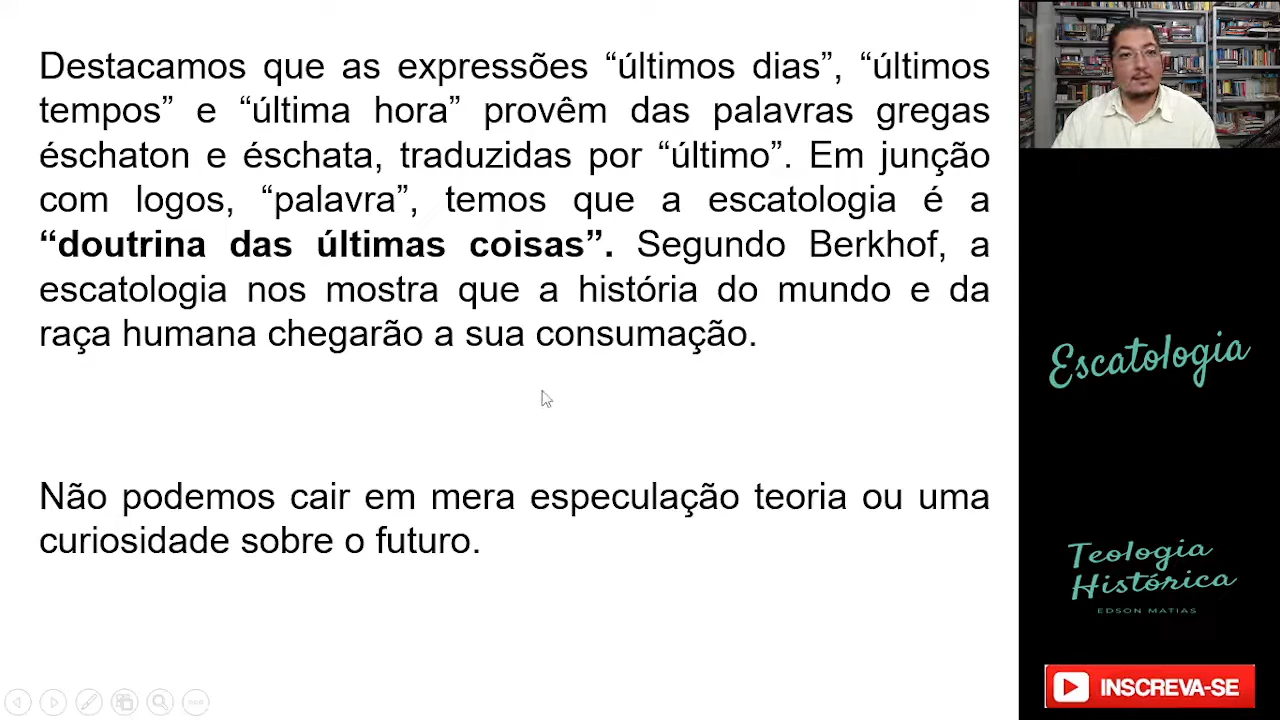 Destacamos que as expressões “últimos dias”, “últimos
tempos” e “última hora” provêm das palavras gregas
éschaton e éschata, traduzidas por “último”. Em junção
com logos, “palavra”, temos que a escatologia é a
“doutrina das últimas coisas”. Segundo Berkhof, a
escatologia nos mostra que a história do mundo e da
raça humana chegarão a sua consumação.
Não podemos cair em mera especulação teoria ou uma
curiosidade sobre o futuro.
Escatologia
Teologia
Histórica
EDSON MATIAS
INSCREVA-SE